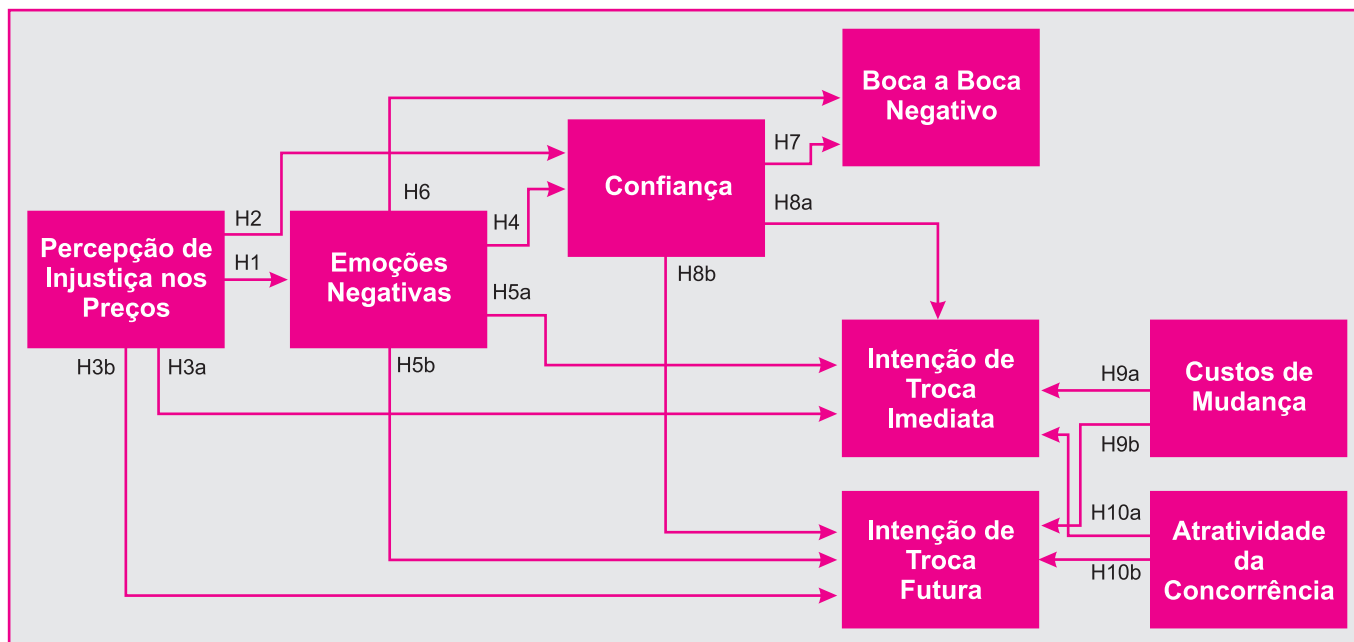 Boca a Boca
Negativo
H7
Confiança
H6
H2
H4
H8a
Percepção de
Injustiça nos
Preços
H1
Emoções
Negativas
H8b
H5a
H3b
H3a
H5b
Intenção de
Troca
Imediata
H9a
Custos de
Mudança
H9b
Intenção de
Troca
Futura
H10a
Atratividade
da
Concorrência
H10b